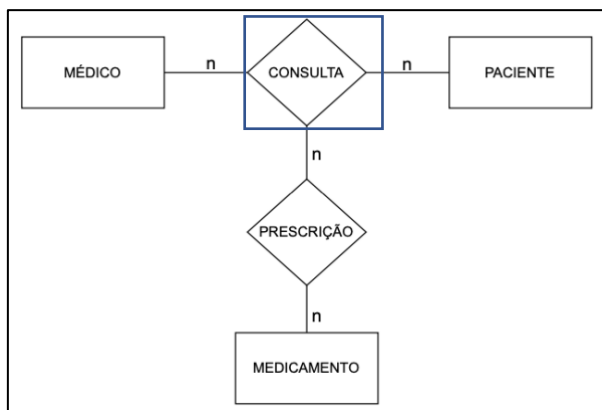 MÉDICO
n
CONSULTA
n
PACIENTE
n
PRESCRIÇÃO
n
MEDICAMENTO